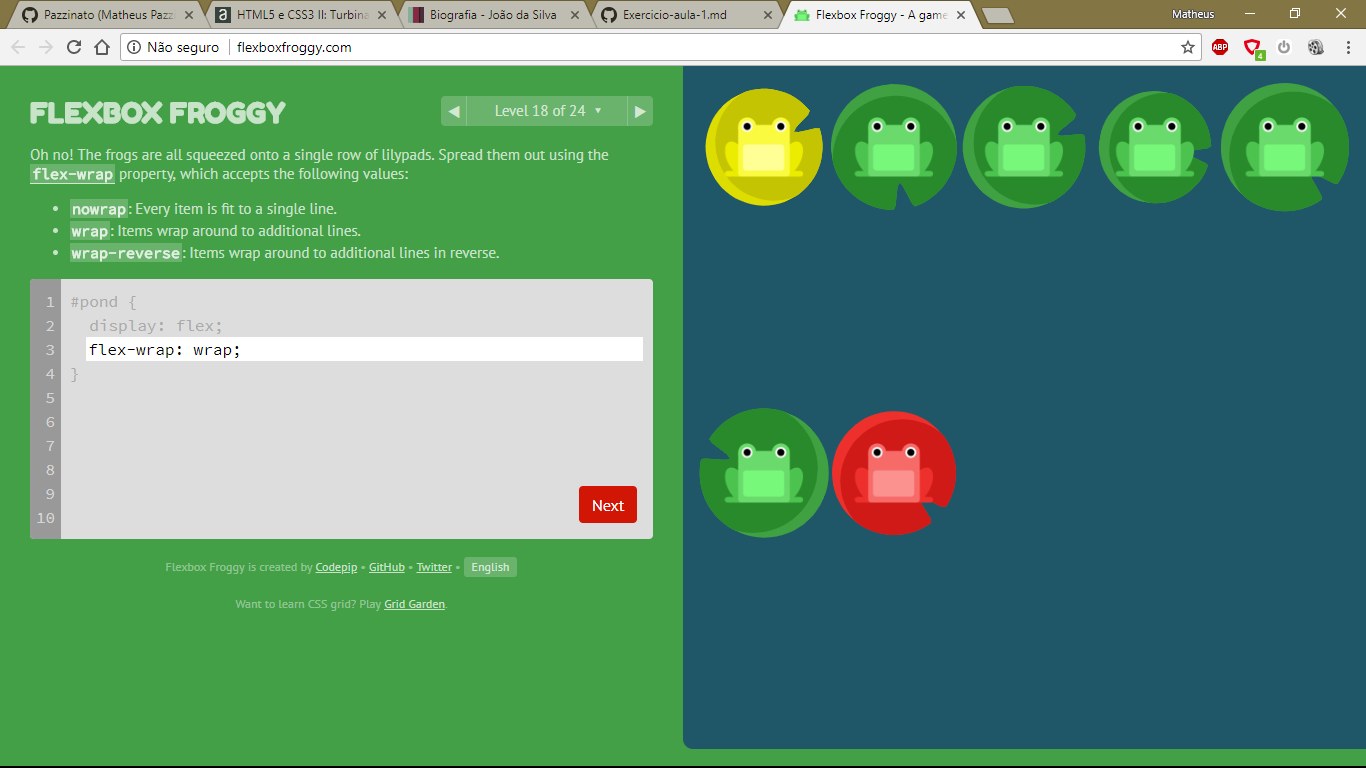 Pazzinato (Matheus Pazz
HTML5 e CSS3 II: Turbina
Biografia - João da Silva
Exercicio-aula-1.md
Flexbox Froggy - A game
Matheus
Não seguro
flexboxfroggy.com
ABP
4
FLEXBOX FROGGY
◀ Level 18 of 24 ▼ ▶
Oh no! The frogs are all squeezed onto a single row of lilypads. Spread them out using the
flex-wrap property, which accepts the following values:
• nowrap: Every item is fit to a single line.
• wrap: Items wrap around to additional lines.
• wrap-reverse: Items wrap around to additional lines in reverse.
1 #pond {
2 display: flex;
3 flex-wrap: wrap;
4 }
5
6
7
8
9
10
Next
Flexbox Froggy is created by Codepip • GitHub • Twitter • English
Want to learn CSS grid? Play Grid Garden.